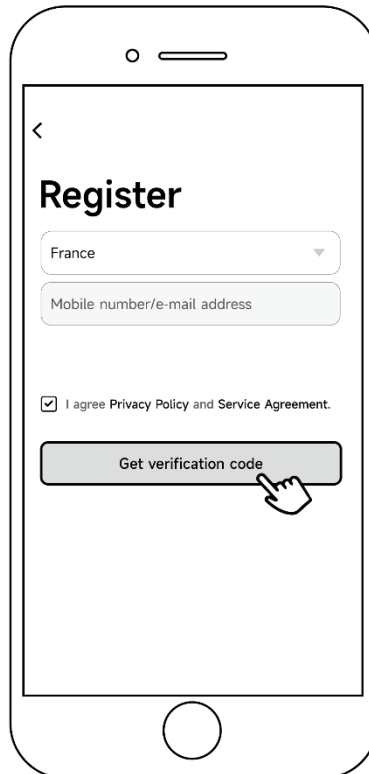 Register
France
Mobile number/e-mail address
I agree Privacy Policy and Service Agreement.
Get verification code